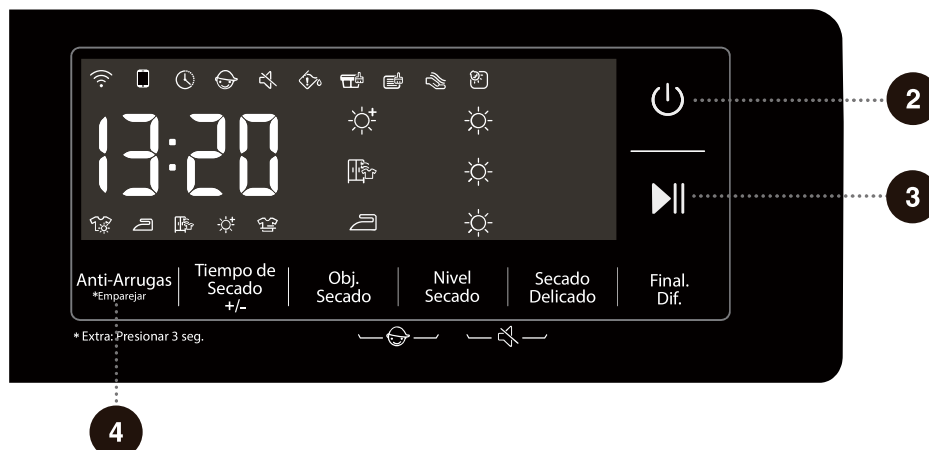 13:20
2
3
Anti-Arrugas
*Emparejar
Tiempo de
Secado
+/-
Obj.
Secado
Nivel
Secado
Secado
Delicado
Final.
Dif.
* Extra: Presionar 3 seg.
4